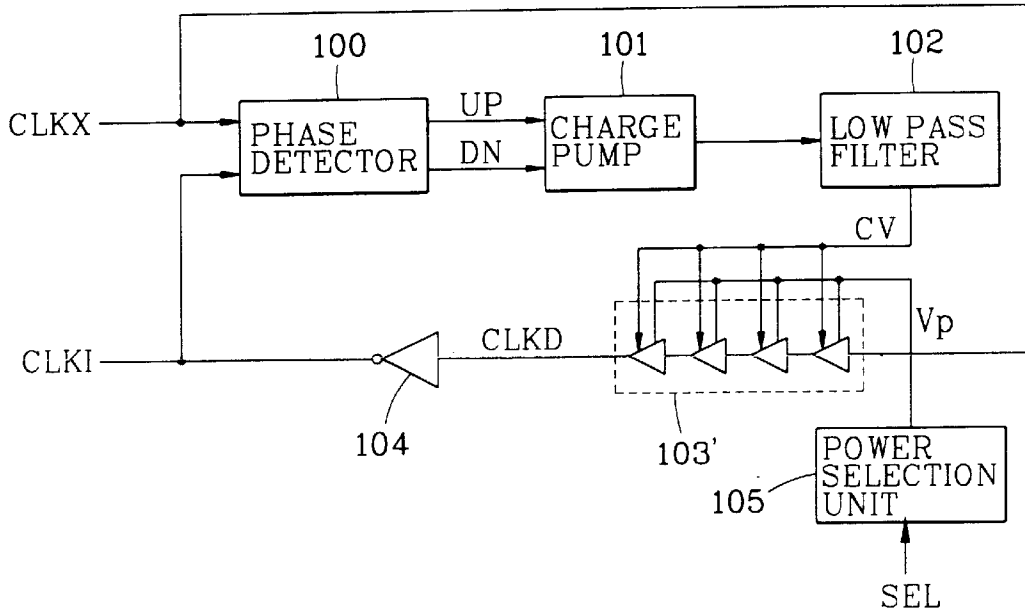 100
101
102
CLKX
PHASE
DETECTOR
UP
DN
CHARGE
PUMP
LOW PASS
FILTER
CV
Vp
CLKI
CLKD
104
103'
105
POWER
SELECTION
UNIT
SEL